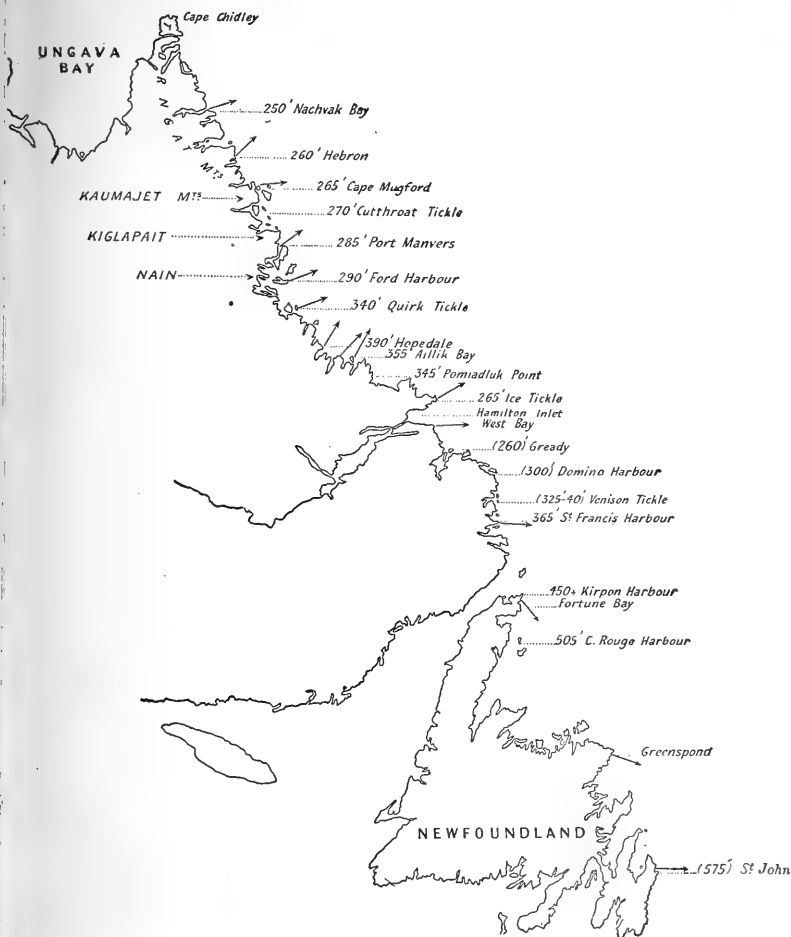 Cape Chidley
UNGAVA
BAY
RNGAT MTS
250' Nachvak Bay
260' Hebron
265' Cape Mugford
KAUMAJET MTS
270' Cutthroat Tickle
KIGLAPAIT
285' Port Manvers
NAIN
290' Ford Harbour
340' Quirk Tickle
390' Hopedale
355' Aillik Bay
345' Pomiadluk Point
265' Ice Tickle
Hamilton Inlet
West Bay
(260)' Gready
(300)' Domino Harbour
(325'-40) Venison Tickle
365' St Francis Harbour
450+ Kirpon Harbour
Fortune Bay
505' C. Rouge Harbour
Greenspond
NEWFOUNDLAND
(575)' St John